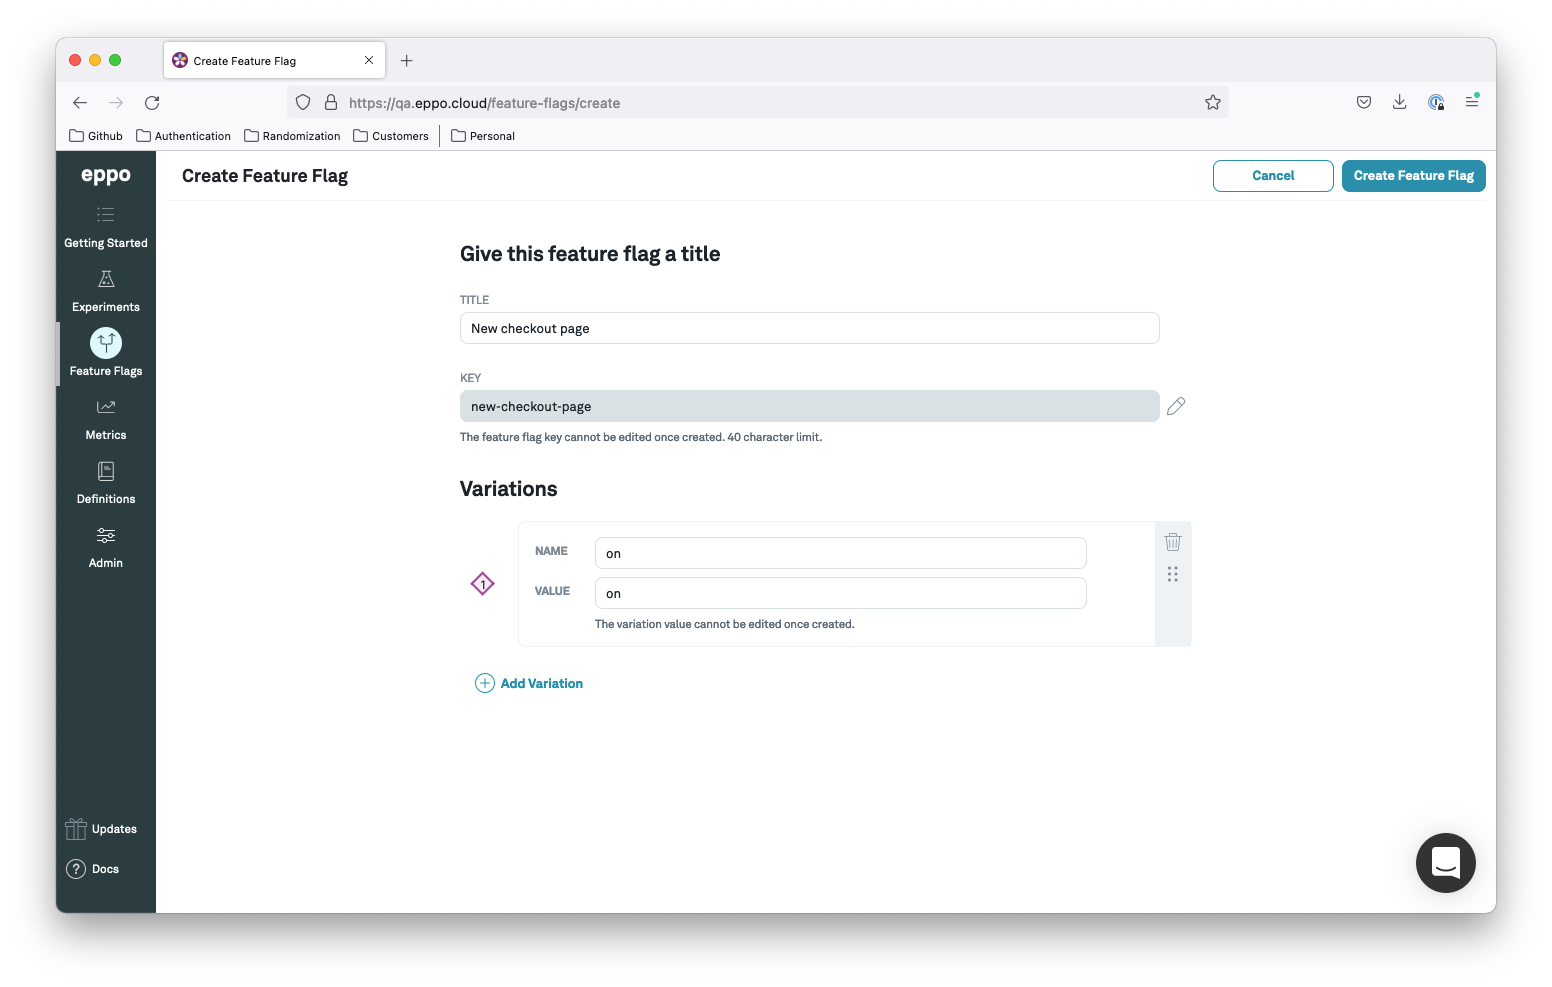 Create Feature Flag
https://qa.eppo.cloud/feature-flags/create
Github Authentication Randomization Customers Personal
eppo
Create Feature Flag
Cancel
Create Feature Flag
Getting Started
Experiments
Feature Flags
Metrics
Definitions
Admin
Updates
? Docs
Give this feature flag a title
TITLE
New checkout page
KEY
new-checkout-page
The feature flag key cannot be edited once created. 40 character limit.
Variations
1
NAME on
VALUE on
The variation value cannot be edited once created.
Add Variation